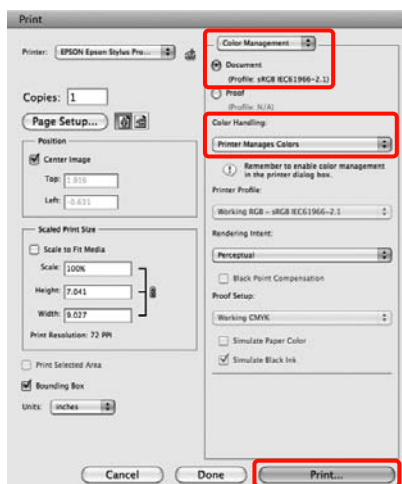 Print
Printer: EPSON Epson Stylus Pro...
Copies: 1
Page Setup...
Position
Center Image
Top: 1.916
Left: -0.631
Scaled Print Size
Scale to Fit Media
Scale: 100%
Height: 7.041
Width: 9.027
Print Resolution: 72 PPI
Print Selected Area
Bounding Box
Units: inches
Color Management
Document
(Profile: sRGB IEC61966-2.1)
Proof
(Profile: N/A)
Color Handling:
Printer Manages Colors
Remember to enable color management
in the printer dialog box.
Printer Profile:
Working RGB - sRGB IEC61966-2.1
Rendering Intent:
Perceptual
Black Point Compensation
Proof Setup:
Working CMYK
Simulate Paper Color
Simulate Black Ink
Cancel
Done
Print...